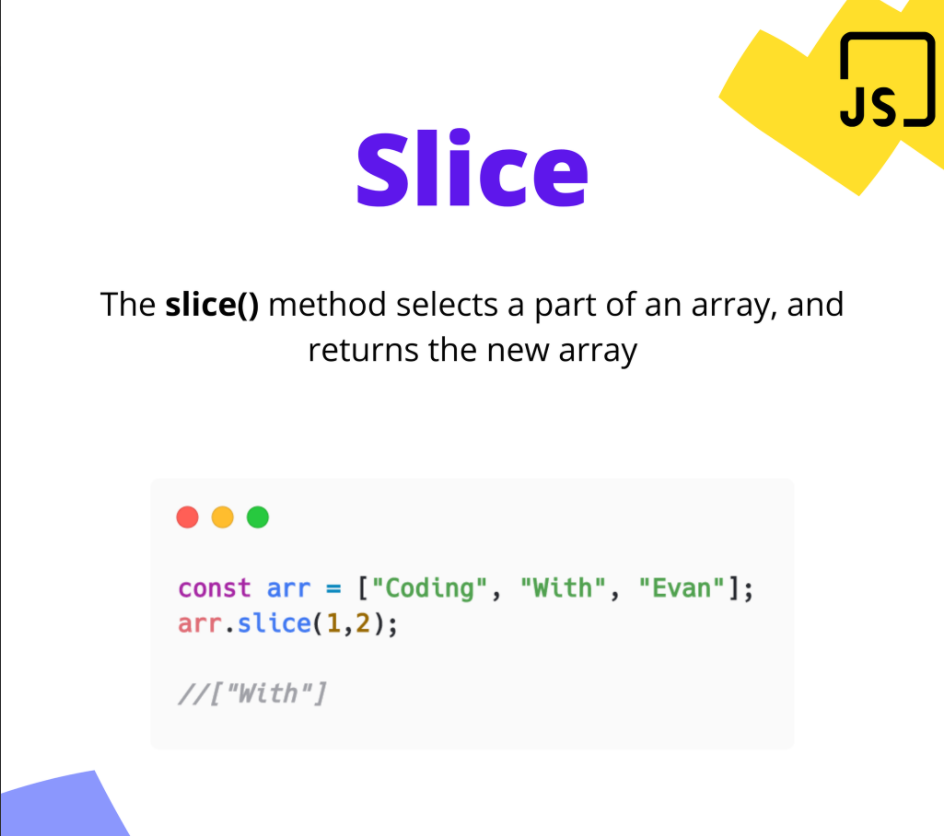 JS
Slice
The slice() method selects a part of an array, and
returns the new array
const arr = ["Coding", "With", "Evan"];
arr.slice(1,2);
//["With"]